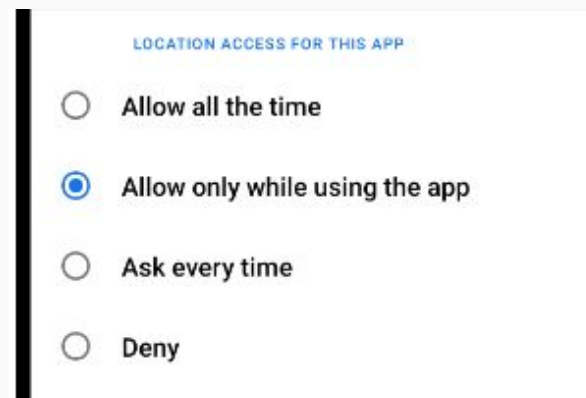 LOCATION ACCESS FOR THIS APP
Allow all the time
Allow only while using the app
Ask every time
Deny